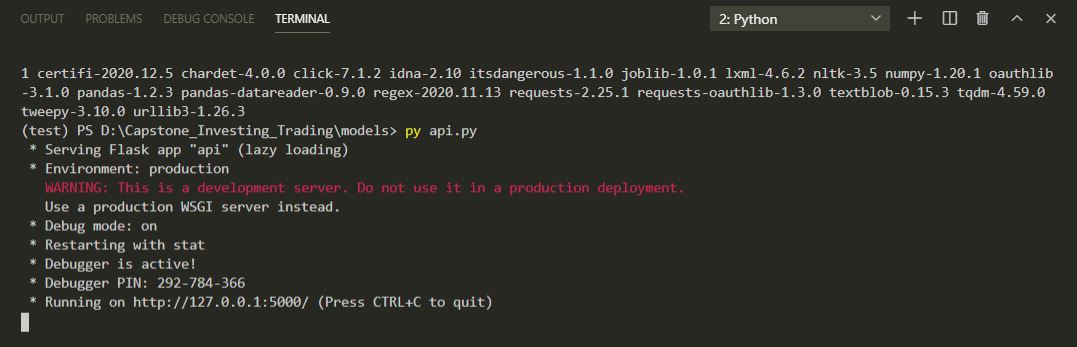 OUTPUT PROBLEMS DEBUG CONSOLE TERMINAL 2: Python
1 certifi-2020.12.5 chardet-4.0.0 click-7.1.2 idna-2.10 itsdangerous-1.1.0 joblib-1.0.1 lxml-4.6.2 nltk-3.5 numpy-1.20.1 oauthlib
-3.1.0 pandas-1.2.3 pandas-datareader-0.9.0 regex-2020.11.13 requests-2.25.1 requests-oauthlib-1.3.0 textblob-0.15.3 tqdm-4.59.0
tweepy-3.10.0 urllib3-1.26.3
(test) PS D:\Capstone_Investing_Trading\models> py api.py
* Serving Flask app "api" (lazy loading)
* Environment: production
WARNING: This is a development server. Do not use it in a production deployment.
Use a production WSGI server instead.
* Debug mode: on
* Restarting with stat
* Debugger is active!
* Debugger PIN: 292-784-366
* Running on http://127.0.0.1:5000/ (Press CTRL+C to quit)